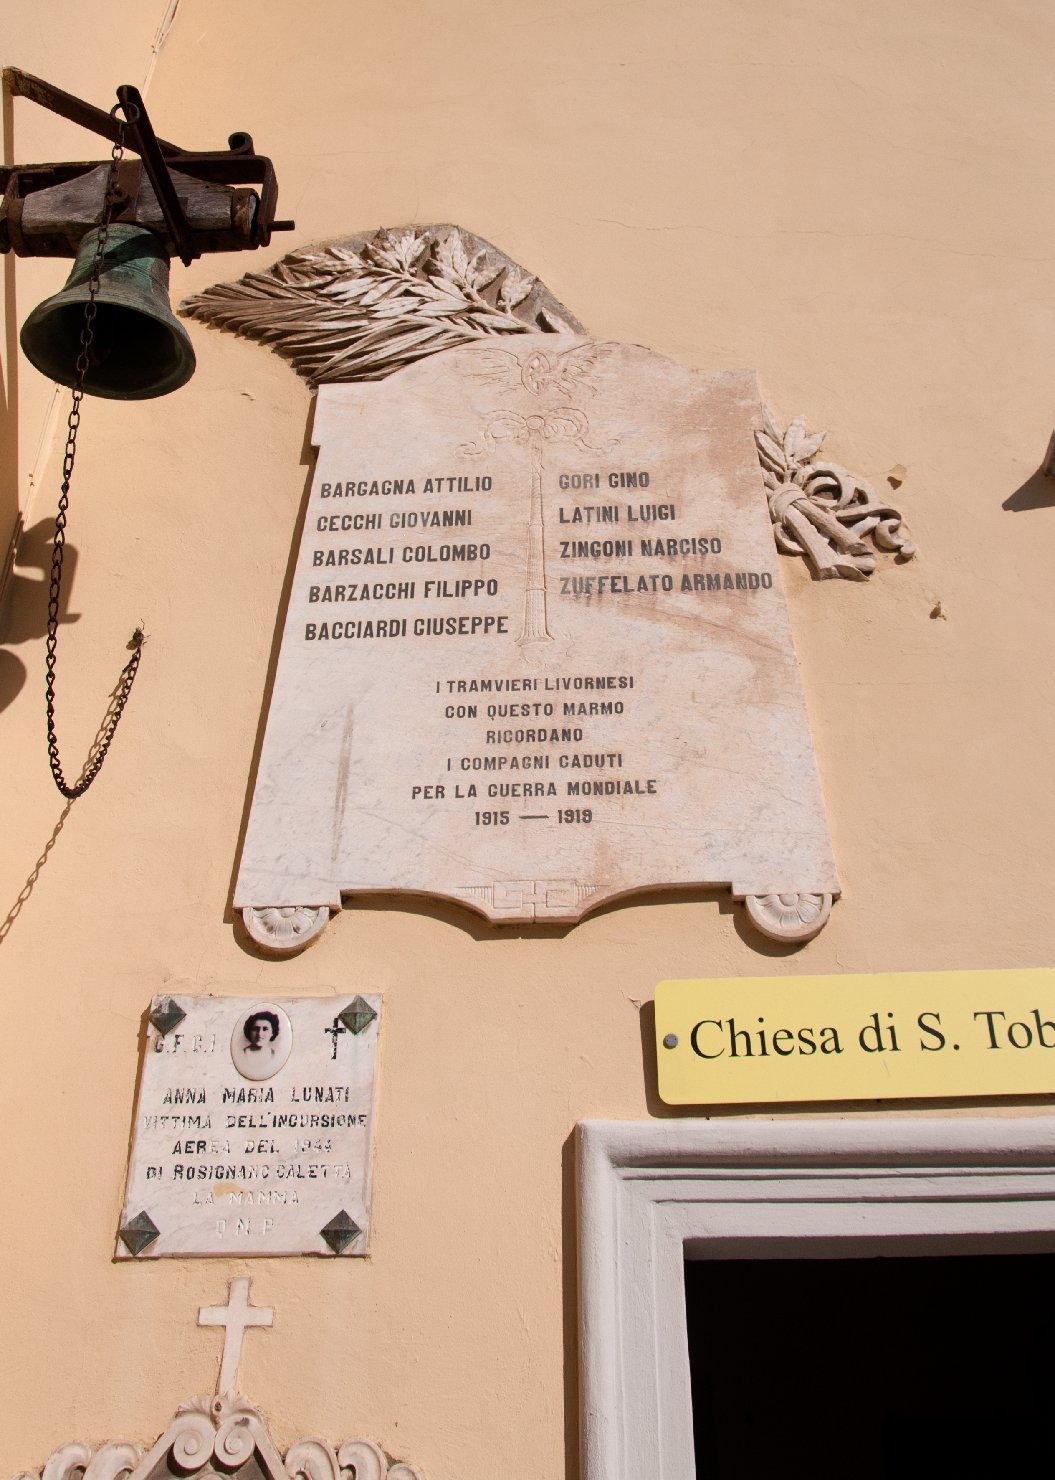 BARGAGNA ATTILIO
CECCHI GIOVANNI
BARSALI COLOMBO
BARZACCHI FILIPPO
BACCIARDI GIUSEPPE
GORI GINO
LATINI LUIGI
ZINGONI NARCISO
ZUFFELATO ARMANDO
I TRAMVIERI LIVORNESI
CON QUESTO MARMO
RICORDANO
I COMPAGNI CADUTI
PER LA GUERRA MONDIALE
1915 — 1919
Chiesa di S. Tob
ANNA MARIA LUNATI
VITTIMA DELL'INCURSIONE
AEREA DEL 1944
DI ROSIGNANO CALETTA
LA MAMMA